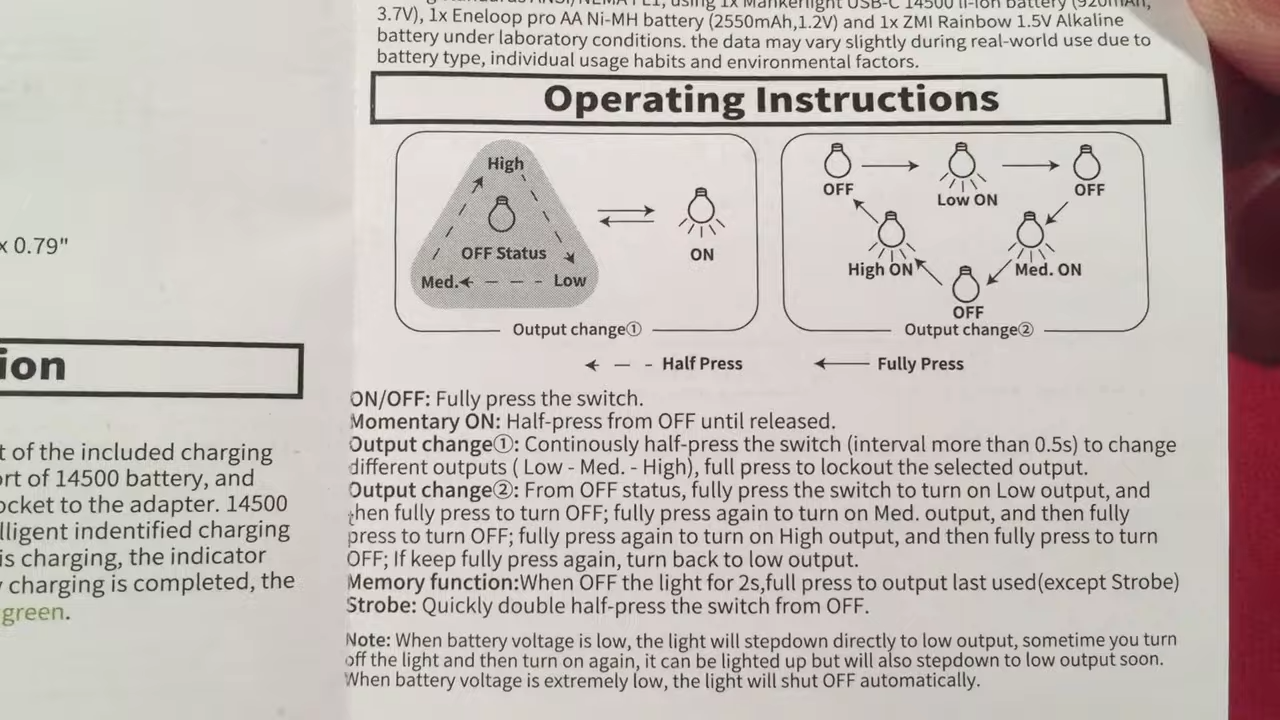 x 0.79"
ion
t of the included charging
ort of 14500 battery, and
ocket to the adapter. 14500
lligent indentified charging
is charging, the indicator
charging is completed, the
green.
using 1x Mankerlight USB-C 14500 li-ion battery (920mAh,
3.7V), 1x Eneloop pro AA Ni-MH battery (2550mAh,1.2V) and 1x ZMI Rainbow 1.5V Alkaline
battery under laboratory conditions. the data may vary slightly during real-world use due to
battery type, individual usage habits and environmental factors.
Operating Instructions
High
OFF Status
Med.
Low
ON
Output change①
OFF
Low ON
OFF
High ON
Med. ON
OFF
Output change②
Half Press
Fully Press
ON/OFF: Fully press the switch.
Momentary ON: Half-press from OFF until released.
Output change①: Continously half-press the switch (interval more than 0.5s) to change
different outputs ( Low - Med. - High), full press to lockout the selected output.
Output change②: From OFF status, fully press the switch to turn on Low output, and
then fully press to turn OFF; fully press again to turn on Med. output, and then fully
press to turn OFF; fully press again to turn on High output, and then fully press to turn
OFF; If keep fully press again, turn back to low output.
Memory function:When OFF the light for 2s,full press to output last used(except Strobe)
Strobe: Quickly double half-press the switch from OFF.
Note: When battery voltage is low, the light will stepdown directly to low output, sometime you turn
off the light and then turn on again, it can be lighted up but will also stepdown to low output soon.
When battery voltage is extremely low, the light will shut OFF automatically.